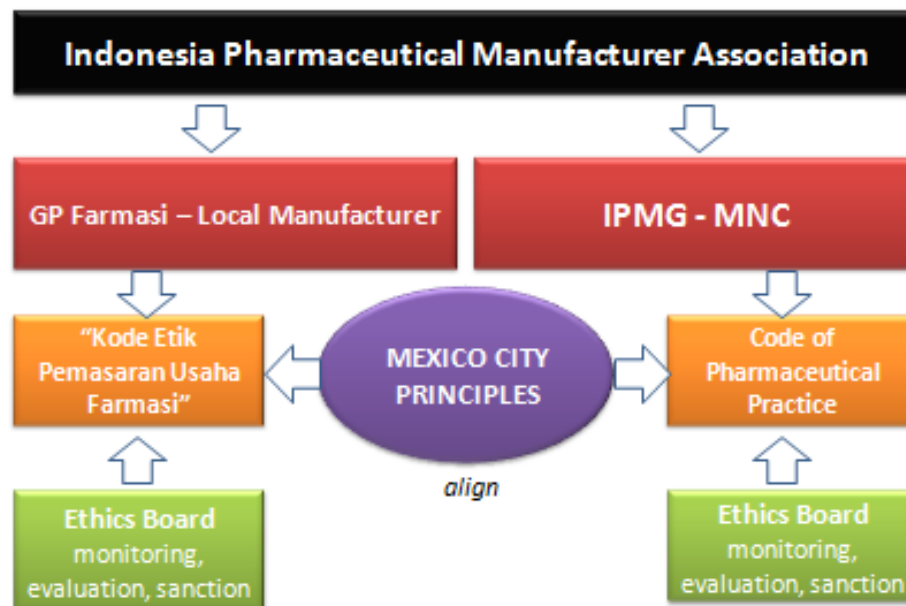 Indonesia Pharmaceutical Manufacturer Association
GP Farmasi – Local Manufacturer
IPMG - MNC
“Kode Etik
Pemasaran Usaha
Farmasi”
MEXICO CITY
PRINCIPLES
align
Code of
Pharmaceutical
Practice
Ethics Board
monitoring,
evaluation, sanction
Ethics Board
monitoring,
evaluation, sanction